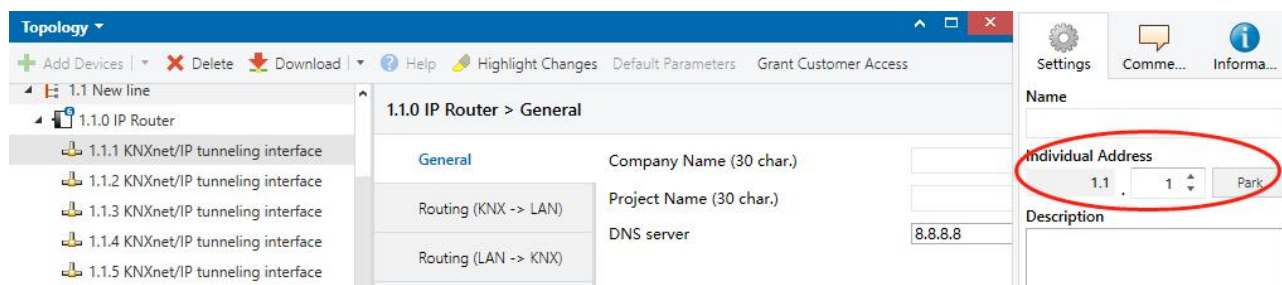 Topology
Add Devices Delete Download Help Highlight Changes Default Parameters Grant Customer Access
1.1 New line
1.1.0 IP Router
6
1.1.1 KNXnet/IP tunneling interface
1.1.2 KNXnet/IP tunneling interface
1.1.3 KNXnet/IP tunneling interface
1.1.4 KNXnet/IP tunneling interface
1.1.5 KNXnet/IP tunneling interface
1.1.0 IP Router > General
General
Routing (KNX -> LAN)
Routing (LAN -> KNX)
Company Name (30 char.)
Project Name (30 char.)
DNS server 8.8.8.8
Settings Comme... Informa...
Name
Individual Address
1.1 . 1 Park
Description